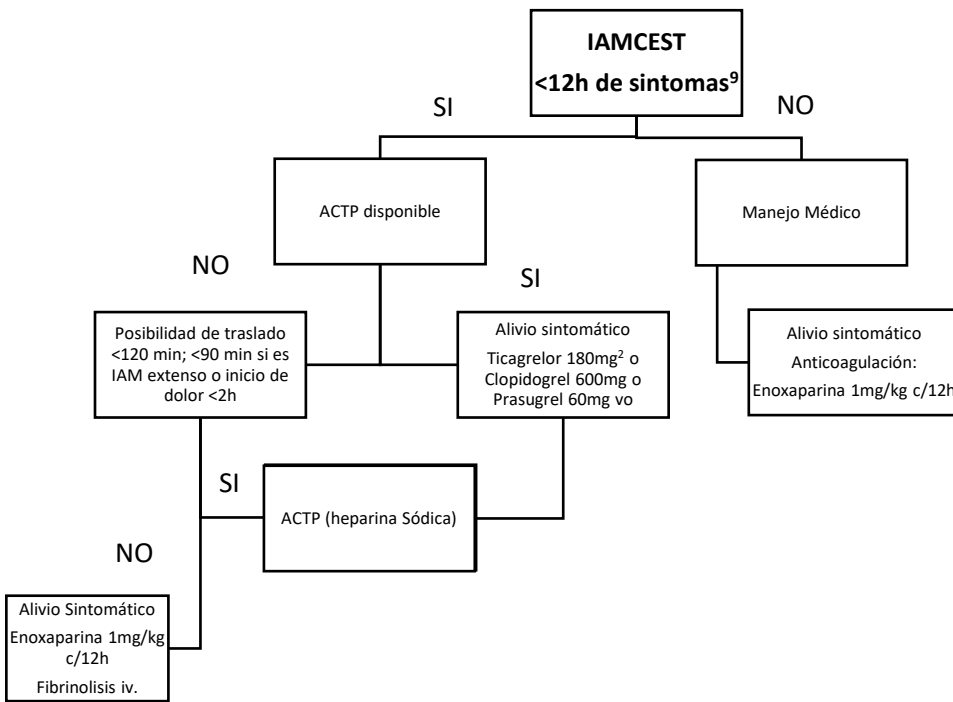 IAMCEST
<12h de sintomas⁹
SI
NO
ACTP disponible
Manejo Médico
NO
SI
Posibilidad de traslado
<120 min; <90 min si es
IAM extenso o inicio de
dolor <2h
Alivio sintomático
Ticagrelor 180mg² o
Clopidogrel 600mg o
Prasugrel 60mg vo
Alivio sintomático
Anticoagulación:
Enoxaparina 1mg/kg c/12h
SI
ACTP (heparina Sódica)
NO
Alivio Sintomático
Enoxaparina 1mg/kg
c/12h
Fibrinolisis iv.